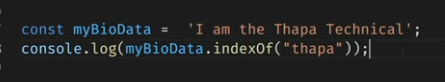 const myBioData = 'I am the Thapa Technical';
console.log(myBioData.indexOf("thapa"));